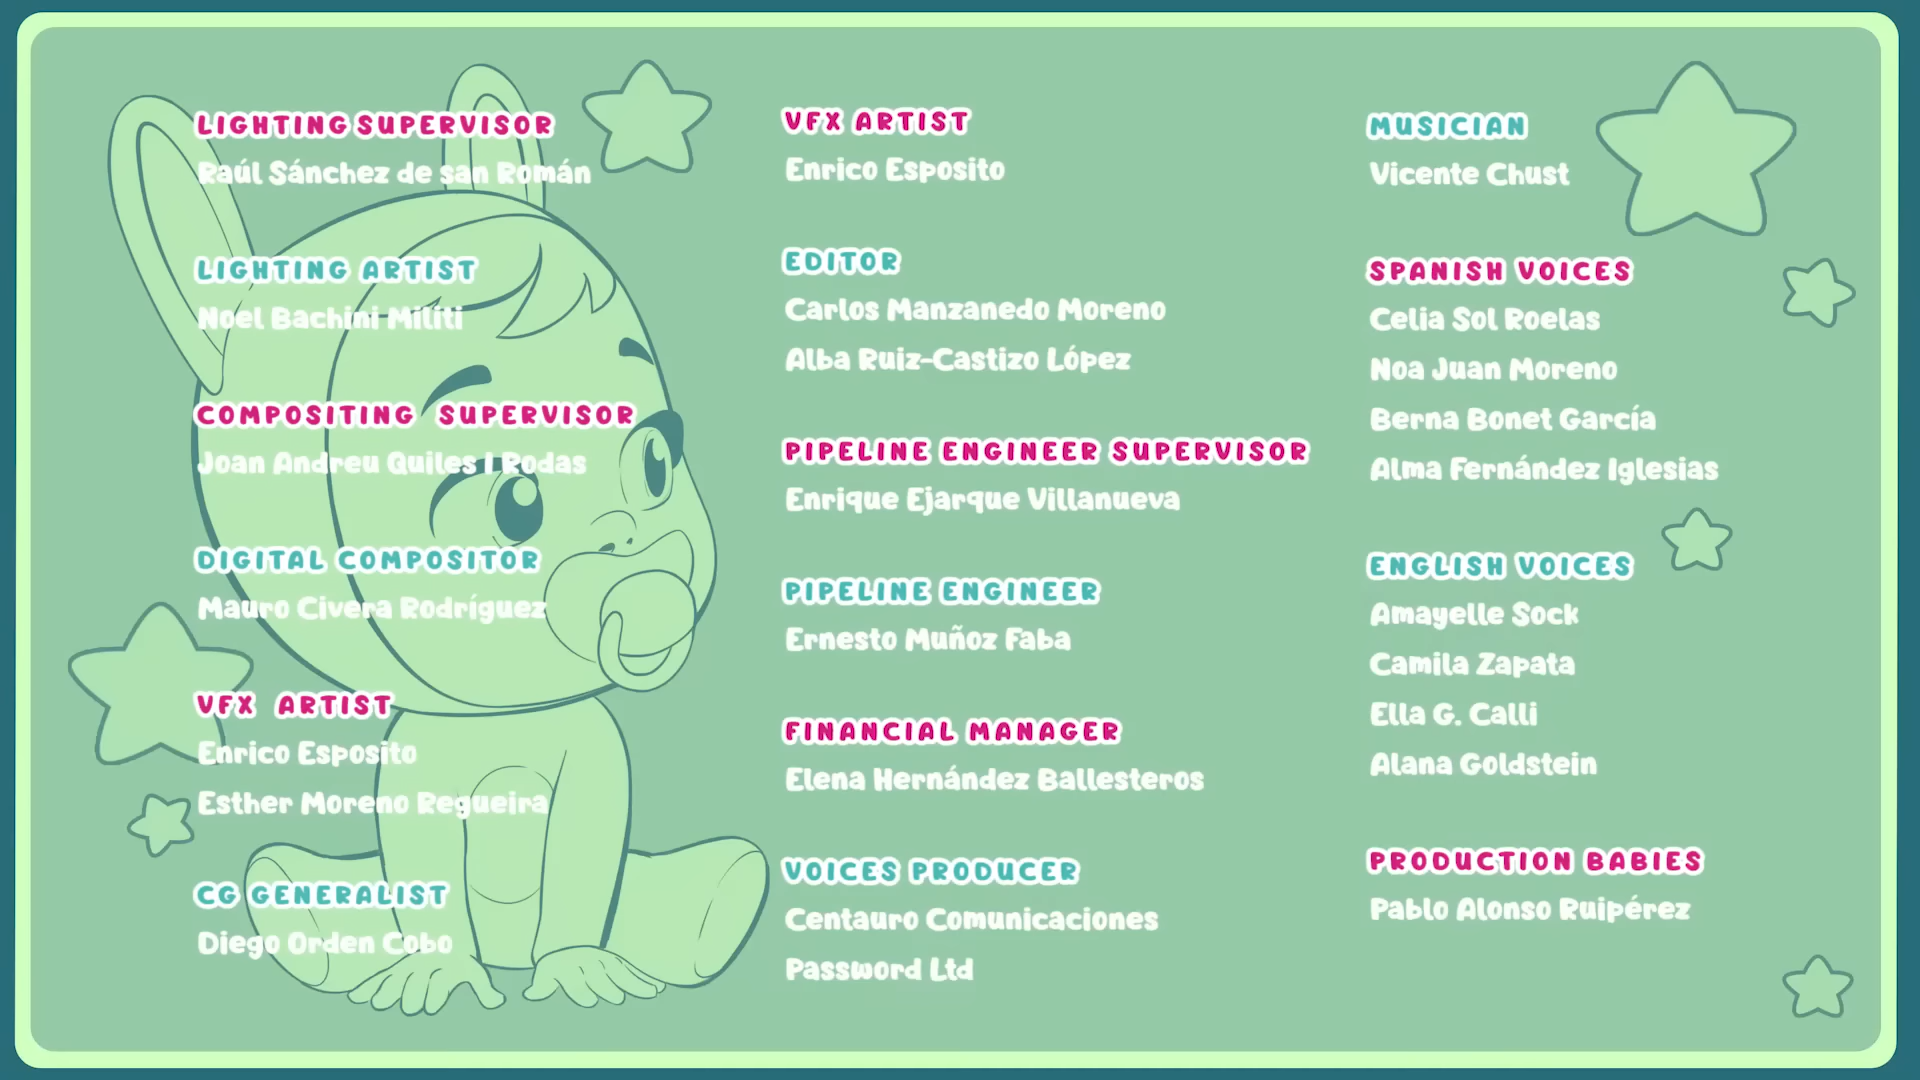 LIGHTING SUPERVISOR
Raúl Sánchez de san Román
LIGHTING ARTIST
Noel Bachini Militi
COMPOSITING SUPERVISOR
Joan Andreu Quiles I Rodas
DIGITAL COMPOSITOR
Mauro Civera Rodríguez
VFX ARTIST
Enrico Esposito
Esther Moreno Regueira
CG GENERALIST
Diego Orden Cobo
VFX ARTIST
Enrico Esposito
EDITOR
Carlos Manzanedo Moreno
Alba Ruiz-Castizo López
PIPELINE ENGINEER SUPERVISOR
Enrique Ejarque Villanueva
PIPELINE ENGINEER
Ernesto Muñoz Faba
FINANCIAL MANAGER
Elena Hernández Ballesteros
VOICES PRODUCER
Centauro Comunicaciones
Password Ltd
MUSICIAN
Vicente Chust
SPANISH VOICES
Celia Sol Roelas
Noa Juan Moreno
Berna Bonet García
Alma Fernández Iglesias
ENGLISH VOICES
Amayelle Sock
Camila Zapata
Ella G. Calli
Alana Goldstein
PRODUCTION BABIES
Pablo Alonso Ruipérez